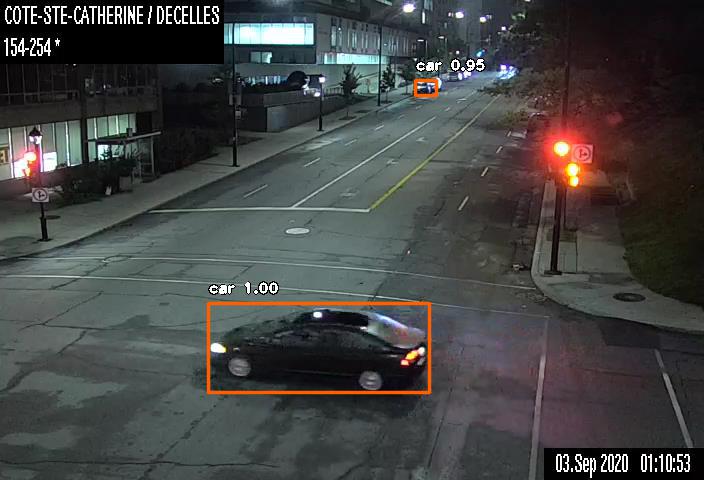 COTE-STE-CATHERINE / DECELLES
154-254 *
car 0.95
car 1.00
03.Sep 2020 01:10:53